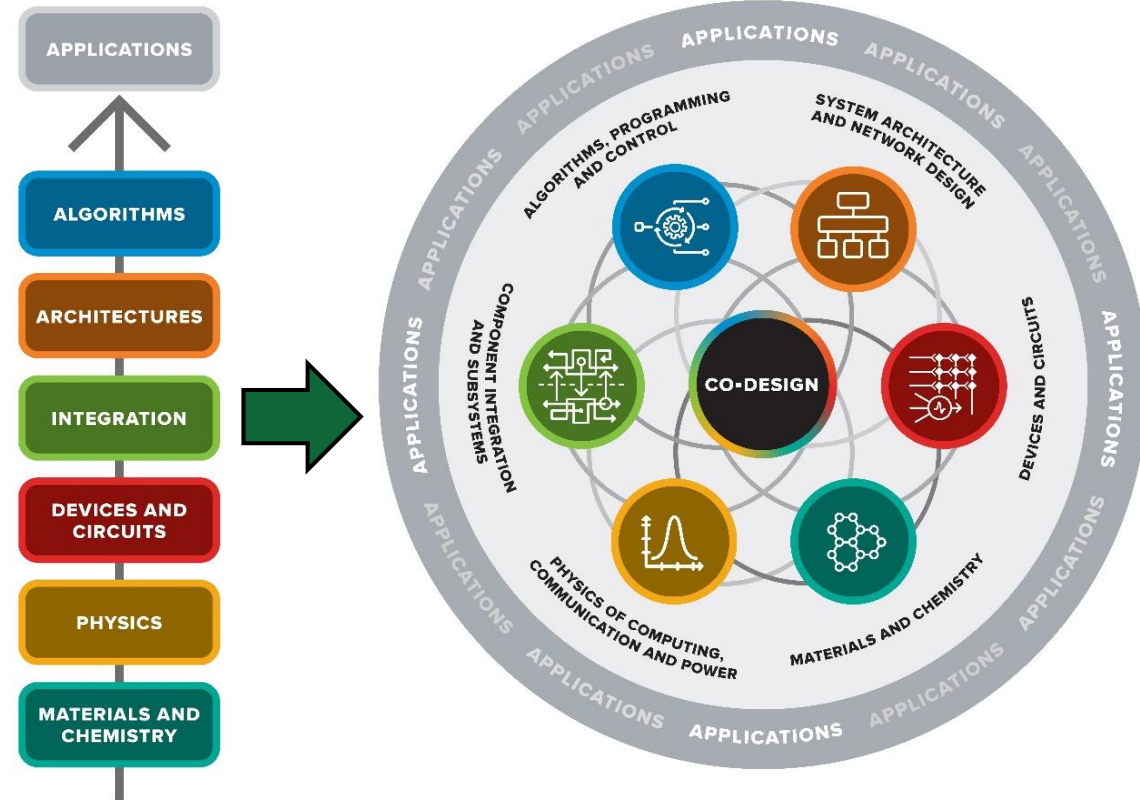 APPLICATIONS
ALGORITHMS
ARCHITECTURES
INTEGRATION
DEVICES AND
CIRCUITS
PHYSICS
MATERIALS AND
CHEMISTRY
APPLICATIONS
APPLICATIONS
APPLICATIONS
APPLICATIONS
APPLICATIONS
APPLICATIONS
APPLICATIONS
APPLICATIONS
APPLICATIONS
APPLICATIONS
APPLICATIONS
APPLICATIONS
APPLICATIONS
APPLICATIONS
ALGORITHMS, PROGRAMMING
AND CONTROL
SYSTEM ARCHITECTURE
AND NETWORK DESIGN
COMPONENT INTEGRATION
AND SUBSYSTEMS
CO-DESIGN
DEVICES AND CIRCUITS
PHYSICS OF COMPUTING,
COMMUNICATION AND POWER
MATERIALS AND CHEMISTRY